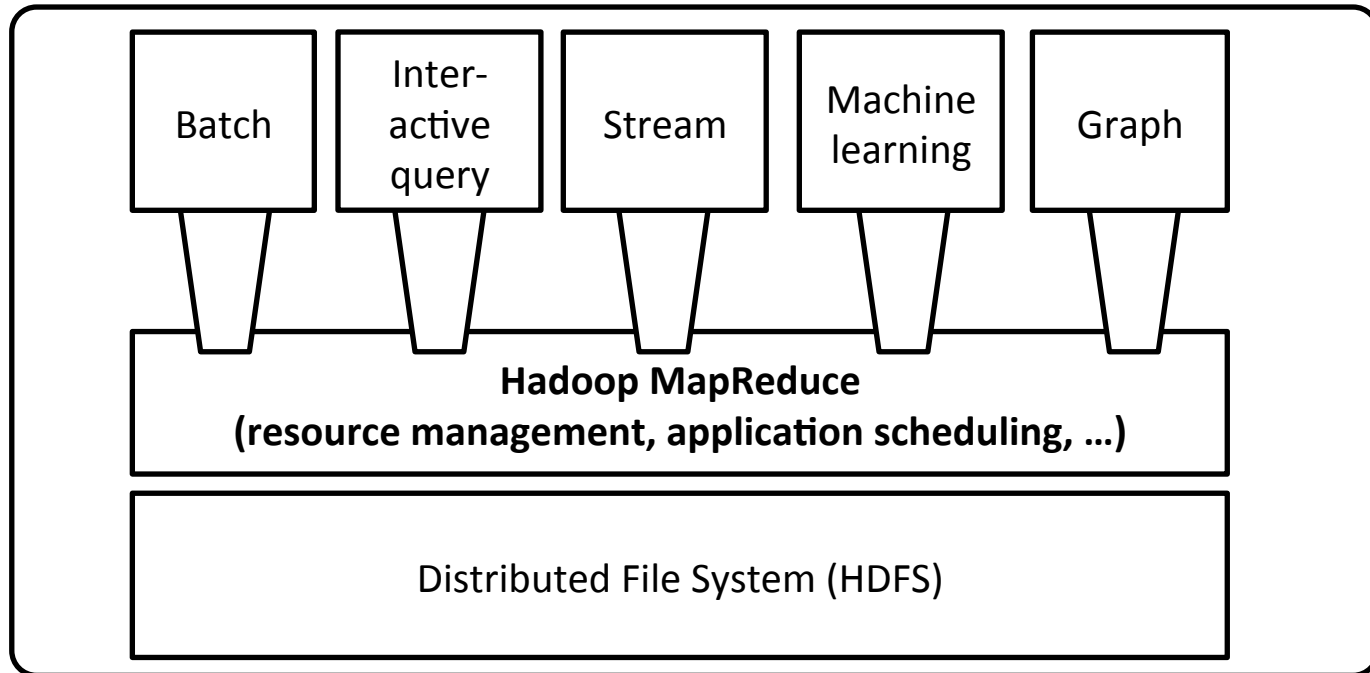 Batch
Inter-
active
query
Stream
Machine
learning
Graph
Hadoop MapReduce
(resource management, application scheduling, …)
Distributed File System (HDFS)